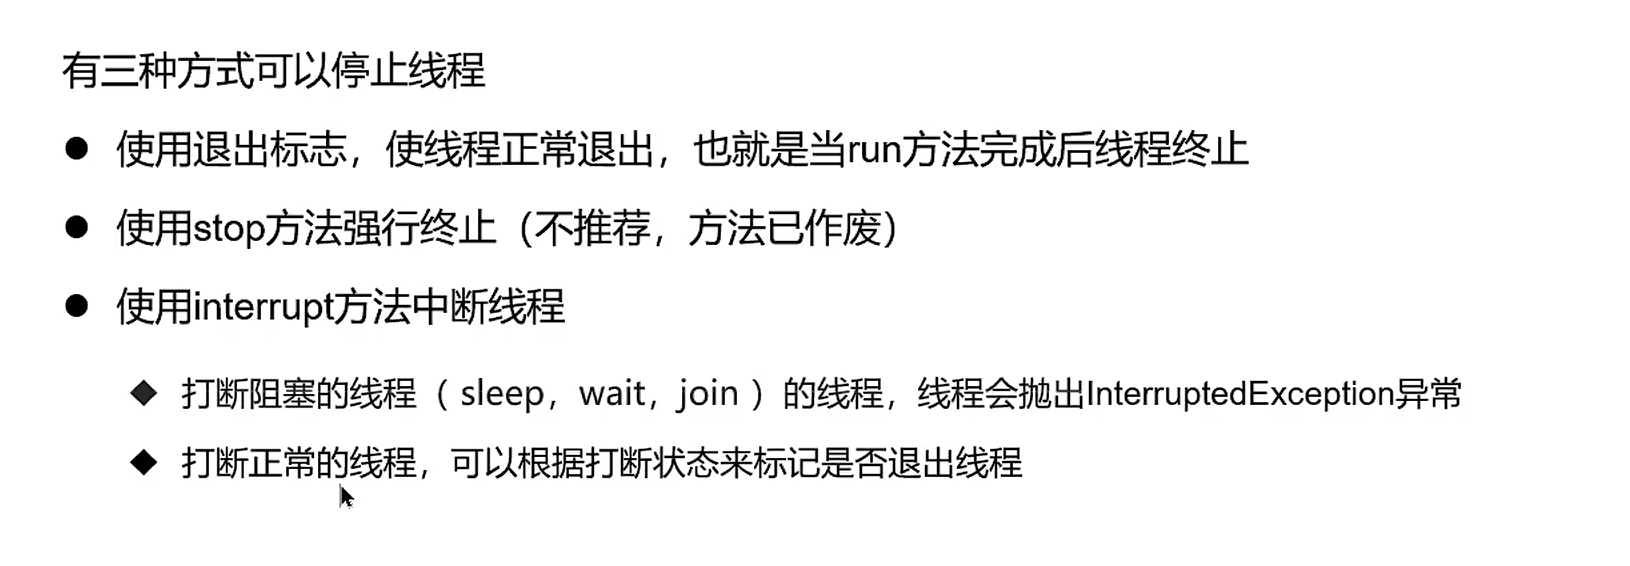 有三种方式可以停止线程
● 使用退出标志，使线程正常退出，也就是当run方法完成后线程终止
● 使用stop方法强行终止（不推荐，方法已作废）
● 使用interrupt方法中断线程
◆ 打断阻塞的线程（ sleep，wait，join ）的线程，线程会抛出InterruptedException异常
◆ 打断正常的线程，可以根据打断状态来标记是否退出线程